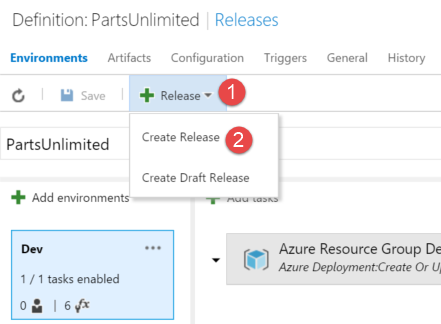 Definition: PartsUnlimited | Releases
Environments Artifacts Configuration Triggers General History
Save Release 1
Create Release 2
PartsUnlimited
Create Draft Release
Add environments Add tasks
Dev ...
Azure Resource Group De
1 / 1 tasks enabled
Azure Deployment:Create Or Up
0 | 6 fx